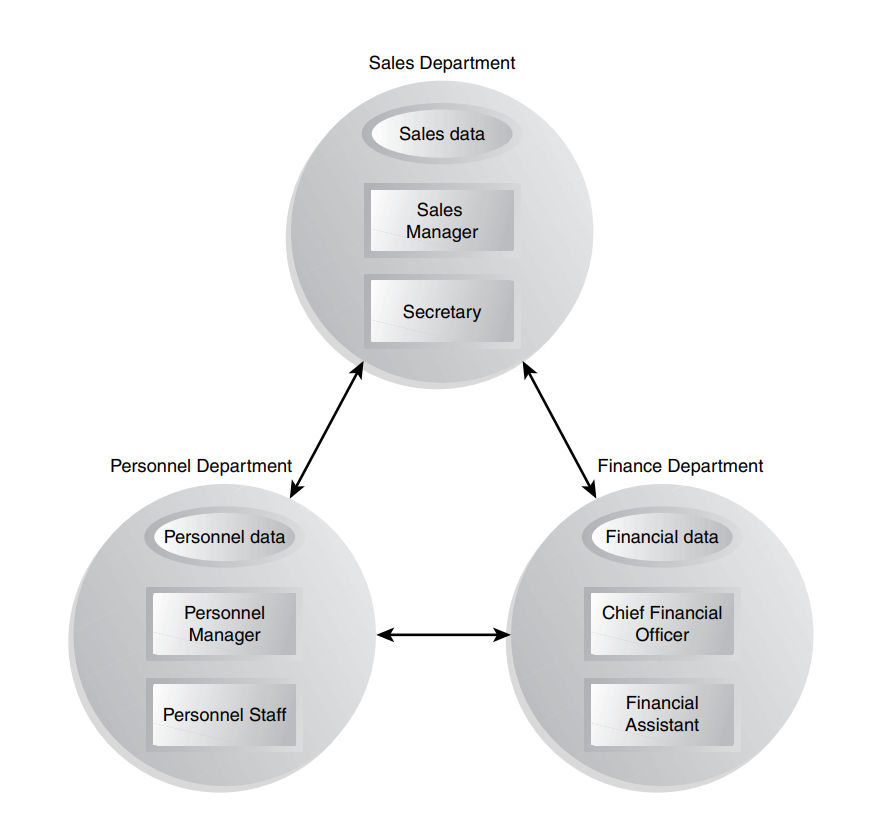 Sales Department
Sales data
Sales
Manager
Secretary
Personnel Department
Personnel data
Personnel
Manager
Personnel Staff
Finance Department
Financial data
Chief Financial
Officer
Financial
Assistant